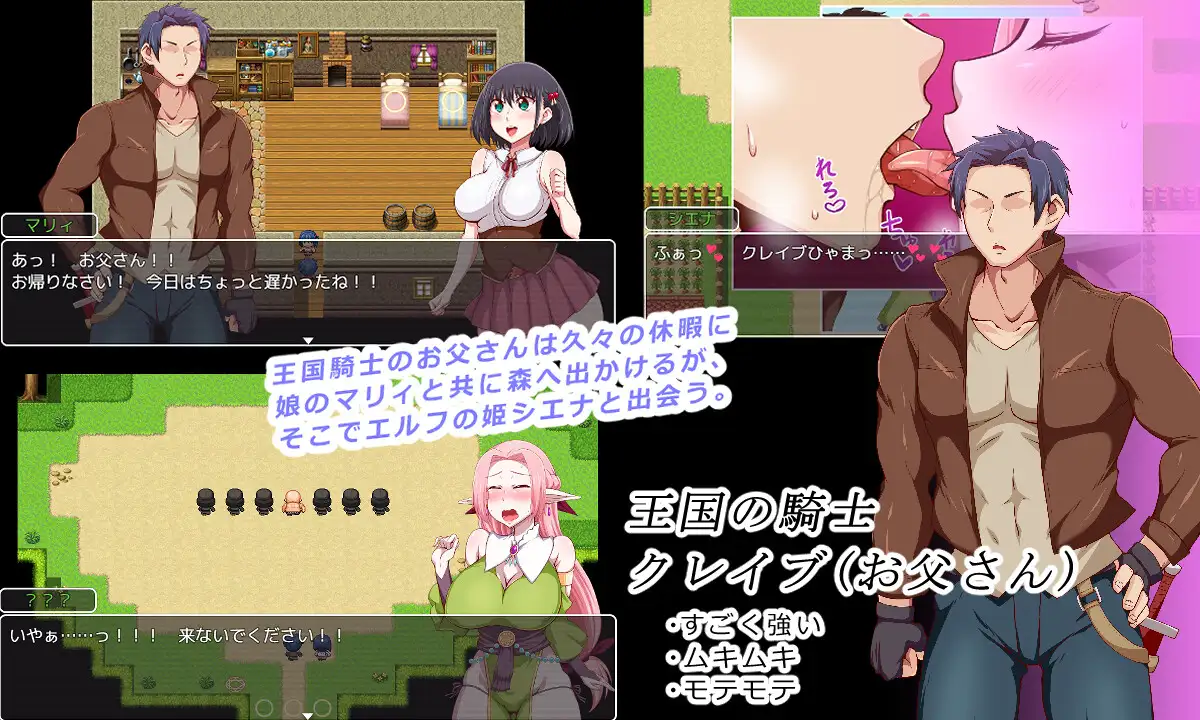 マリィ
あっ！　お父さん！！
お帰りなさい！　今日はちょっと遅かったね！！
れろ♡
シエナ
ふぁっ♥　クレイブひゃまっ……♥♥♥
王国騎士のお父さんは久々の休暇に
娘のマリィと共に森へ出かけるが、
そこでエルフの姫シエナと出会う。
？？？
いやぁ……っ！！！　来ないでください！！
王国の騎士
クレイブ(お父さん)
・すごく強い
・ムキムキ
・モテモテ